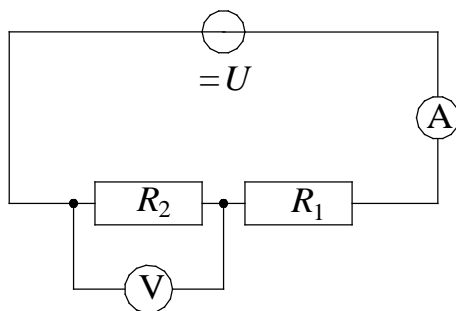 = U
A
R₂
R₁
V